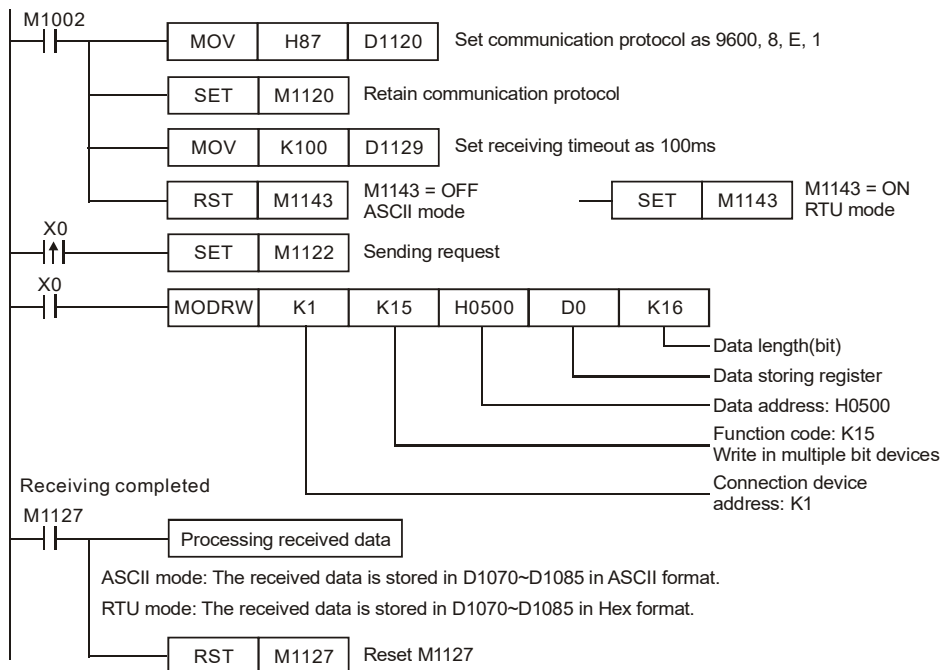 M1002
MOV H87 D1120 Set communication protocol as 9600, 8, E, 1
SET M1120 Retain communication protocol
MOV K100 D1129 Set receiving timeout as 100ms
RST M1143 M1143 = OFF
ASCII mode
SET M1143 M1143 = ON
RTU mode
X0
SET M1122 Sending request
X0
MODRW K1 K15 H0500 D0 K16
Data length(bit)
Data storing register
Data address: H0500
Function code: K15
Write in multiple bit devices
Connection device
address: K1
Receiving completed
M1127
Processing received data
ASCII mode: The received data is stored in D1070~D1085 in ASCII format.
RTU mode: The received data is stored in D1070~D1085 in Hex format.
RST M1127 Reset M1127